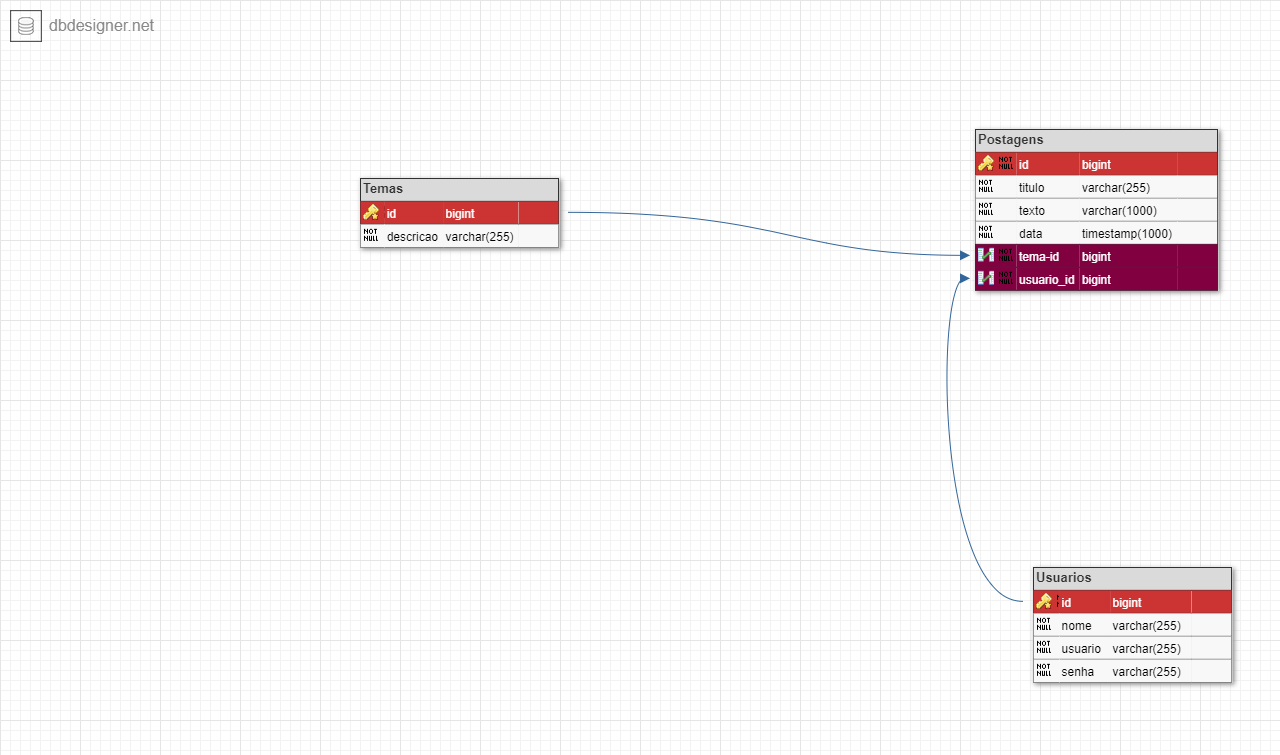 dbdesigner.net
Postagens
NOT NULL id bigint
NOT NULL titulo varchar(255)
NOT NULL texto varchar(1000)
NOT NULL data timestamp(1000)
NOT NULL tema-id bigint
NOT NULL usuario_id bigint
Temas
id bigint
NOT NULL descricao varchar(255)
Usuarios
id bigint
NOT NULL nome varchar(255)
NOT NULL usuario varchar(255)
NOT NULL senha varchar(255)